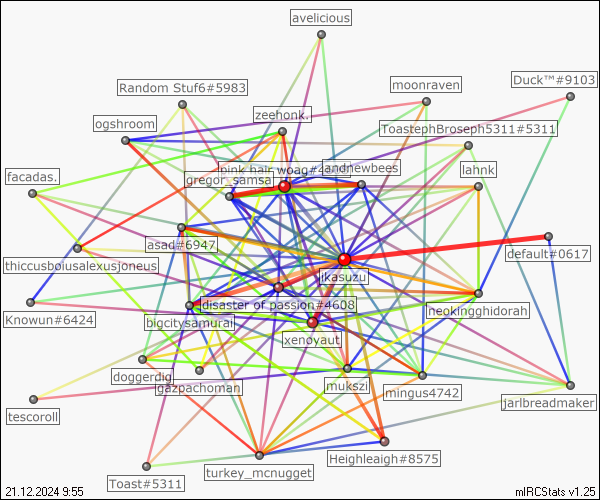 avelicious
Duck™#9103
Random Stuf6#5983
moonraven
zeehonk.
ogshroom
ToastephBroseph5311#5311
pink hair woag#4
andnewbees
lahnk
facadas.
gregor_samsa
asad#6947
default#0617
thiccusboiusalexusjoneus
ikasuzu
disaster of passion#4608
Knowun#6424
neokingghidorah
bigcitysamurai
xenoyaut
doggerdig
gazpachoman
mukszi
mingus4742
jarlbreadmaker
tescoroll
Heighleaigh#8575
turkey_mcnugget
Toast#5311
21.12.2024 9:55
mIRCStats v1.25